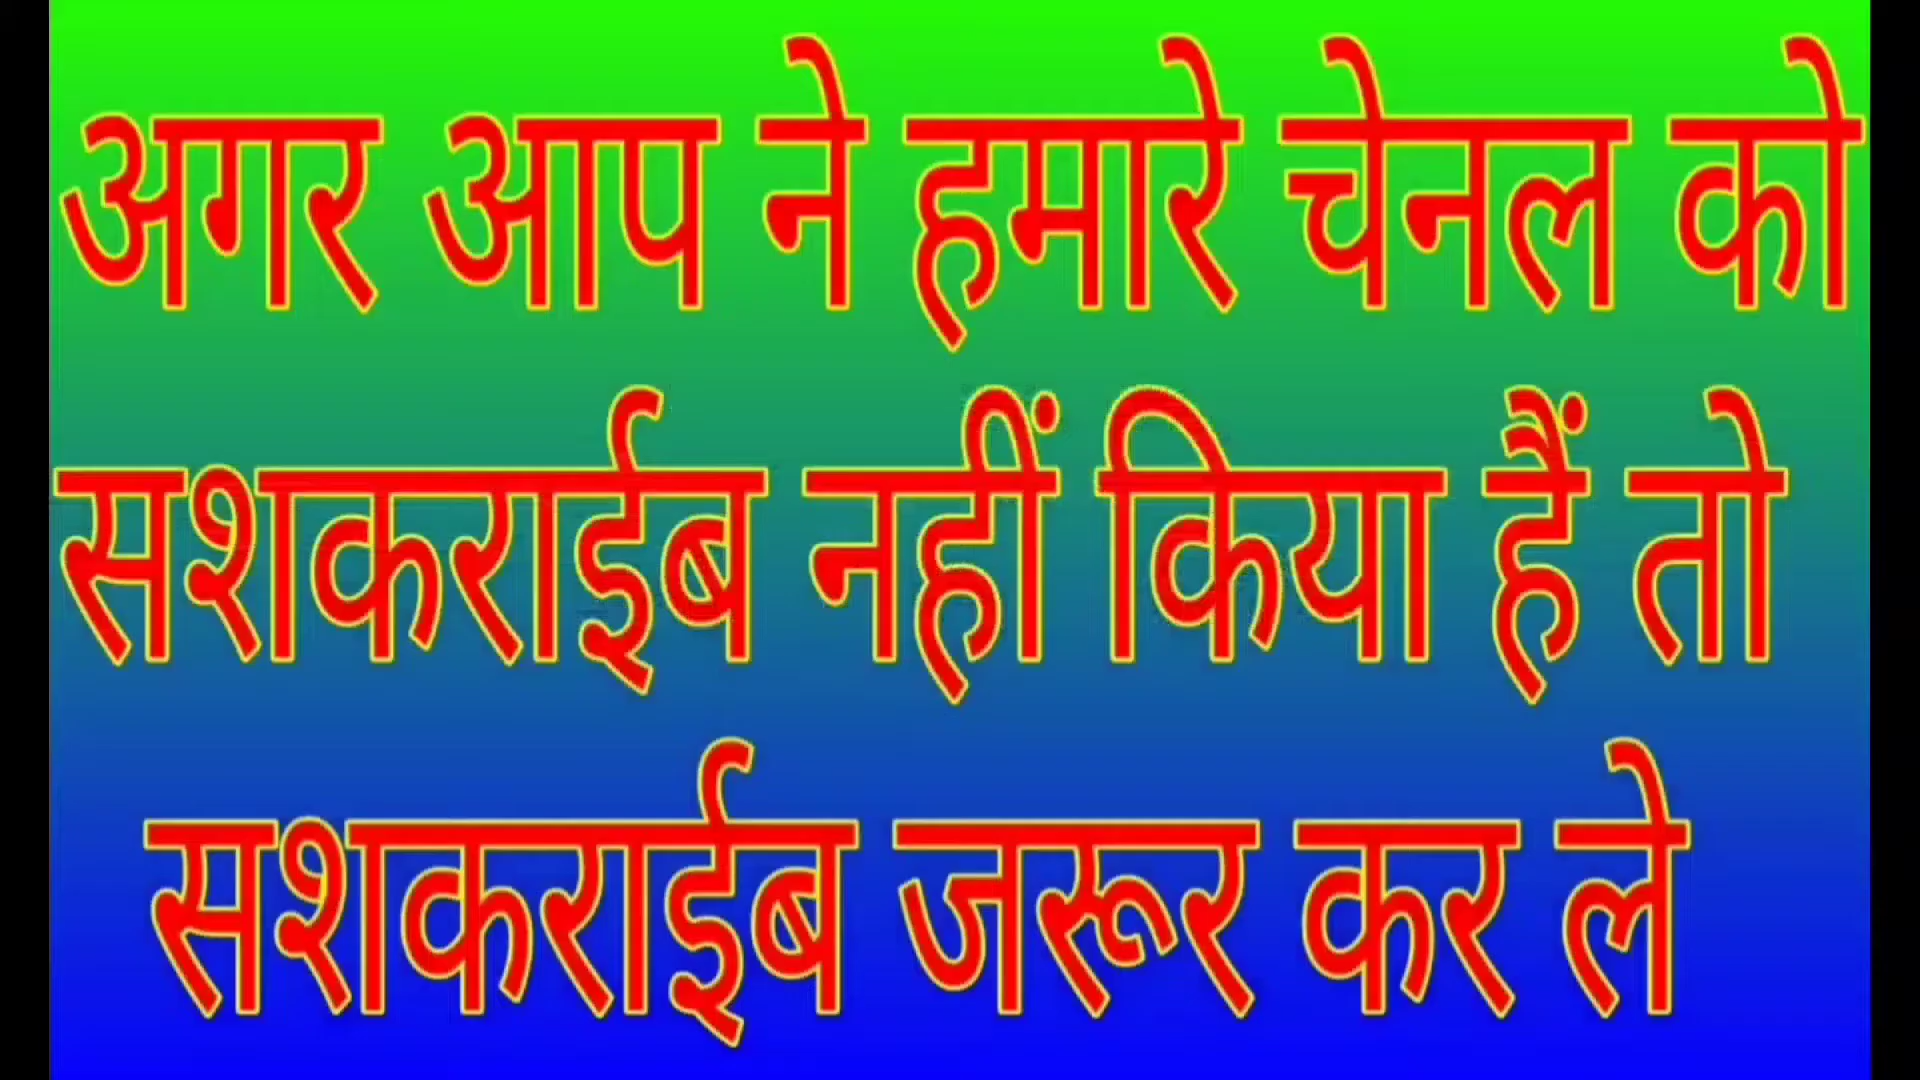 अगर आप ने हमारे चेनल को
सशकराईब नहीं किया हैं तो
सशकराईब जरूर कर ले